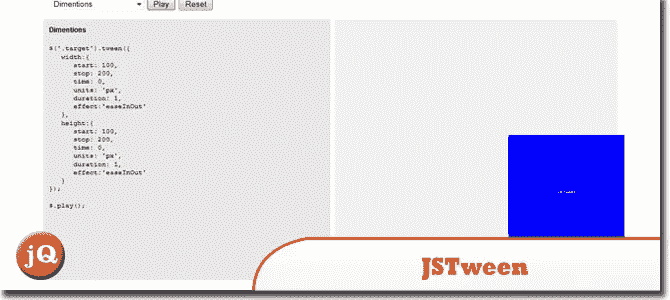 Dimentions
Play
Reset
Dimentions
$('.target').tween({
width:{
start: 100,
stop: 200,
time: 0,
units: 'px',
duration: 1,
effect:'easeInOut'
},
height:{
start: 100,
stop: 200,
time: 0,
units: 'px',
duration: 1,
effect:'easeInOut'
}
});
$.play();
jQ
JSTween